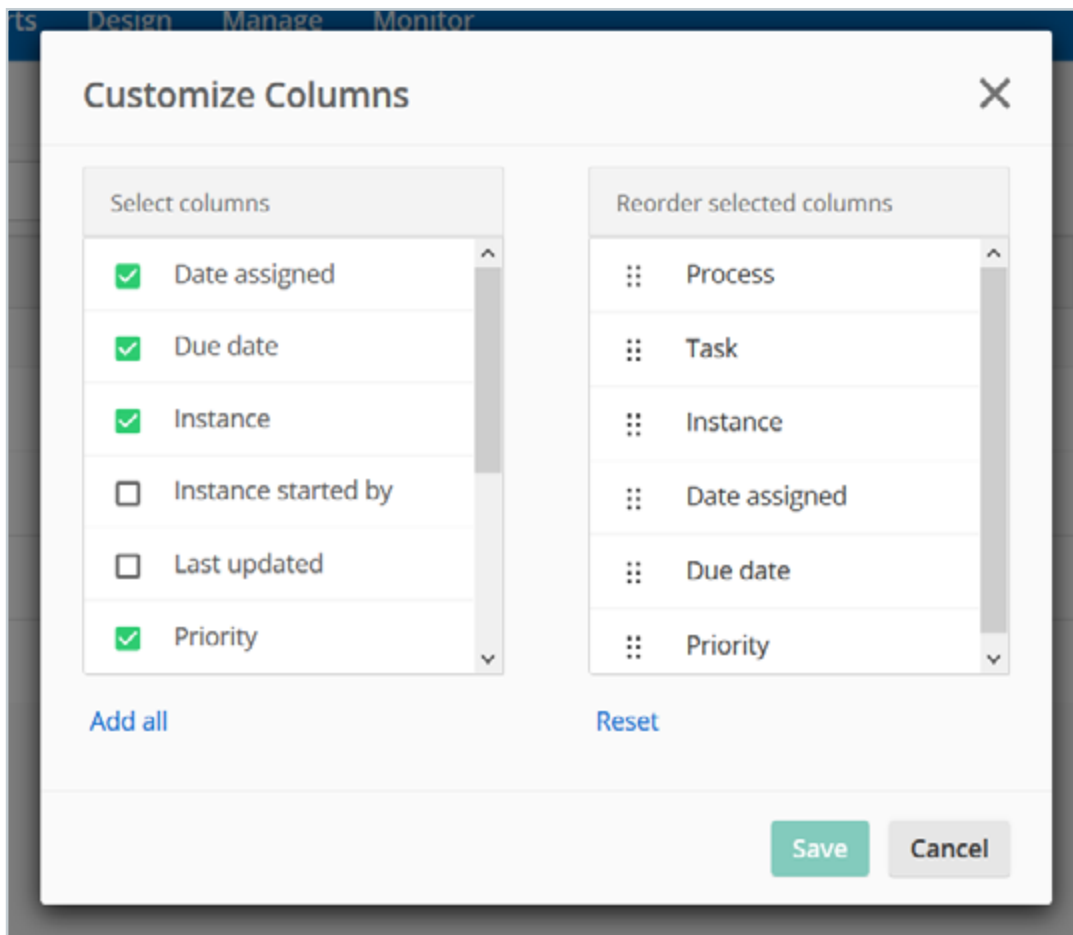 ts Design Manage Monitor
Customize Columns
Select columns
Date assigned
Due date
Instance
Instance started by
Last updated
Priority
Add all
Reorder selected columns
Process
Task
Instance
Date assigned
Due date
Priority
Reset
Save Cancel